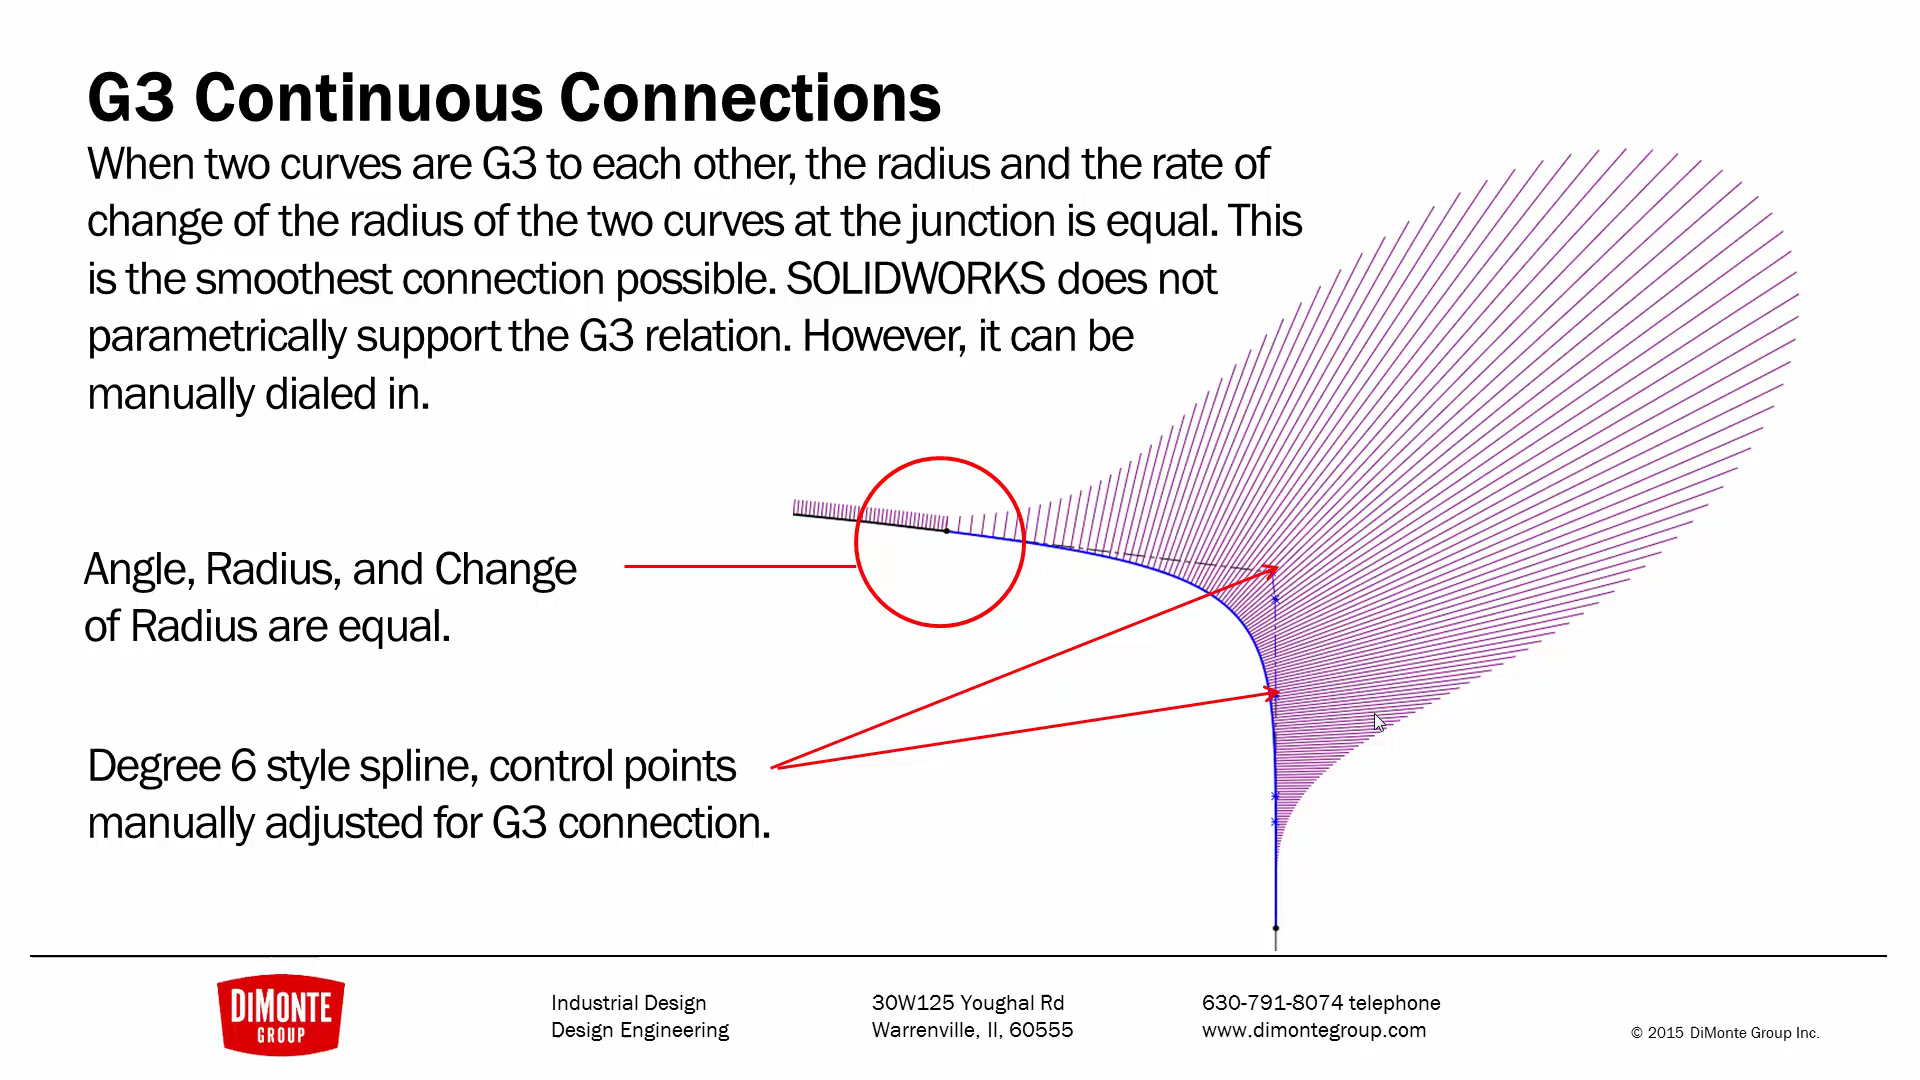 G3 Continuous Connections
When two curves are G3 to each other, the radius and the rate of
change of the radius of the two curves at the junction is equal. This
is the smoothest connection possible. SOLIDWORKS does not
parametrically support the G3 relation. However, it can be
manually dialed in.
Angle, Radius, and Change
of Radius are equal.
Degree 6 style spline, control points
manually adjusted for G3 connection.
DIMONTE
GROUP
Industrial Design
Design Engineering
30W125 Youghal Rd
Warrenville, Il, 60555
630-791-8074 telephone
www.dimontegroup.com
© 2015 DiMonte Group Inc.